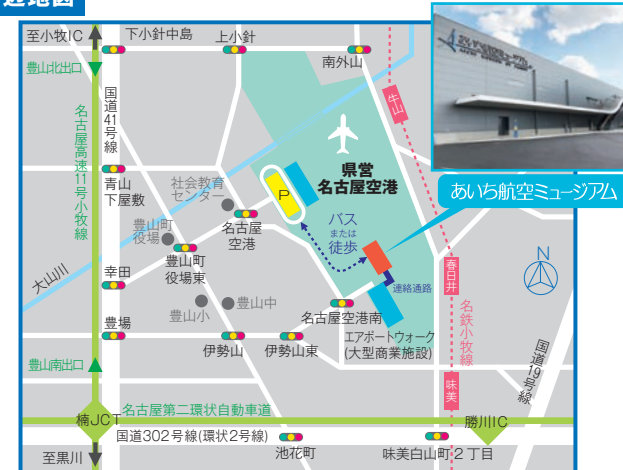 辺地図
至小牧IC
下小針中島
上小針
南外山
豊山北出口
国道41号線
牛山
名古屋高速11号小牧線
県営
名古屋空港
あいち航空ミュージアム
青山
下屋敷
社会教育
センター
P
豊山町
役場
名古屋
空港
バス
または
徒歩
豊山町
役場東
大山川
幸田
春日井
N
連絡通路
豊山小
豊山中
名古屋空港南
名鉄小牧線
豊場
伊勢山
伊勢山東
エアポートウォーク
(大型商業施設)
国道19号線
豊山南出口
味美
名古屋第二環状自動車道
楠JCT
勝川IC
国道302号線(環状2号線)
至黒川
池花町
味美白山町2丁目